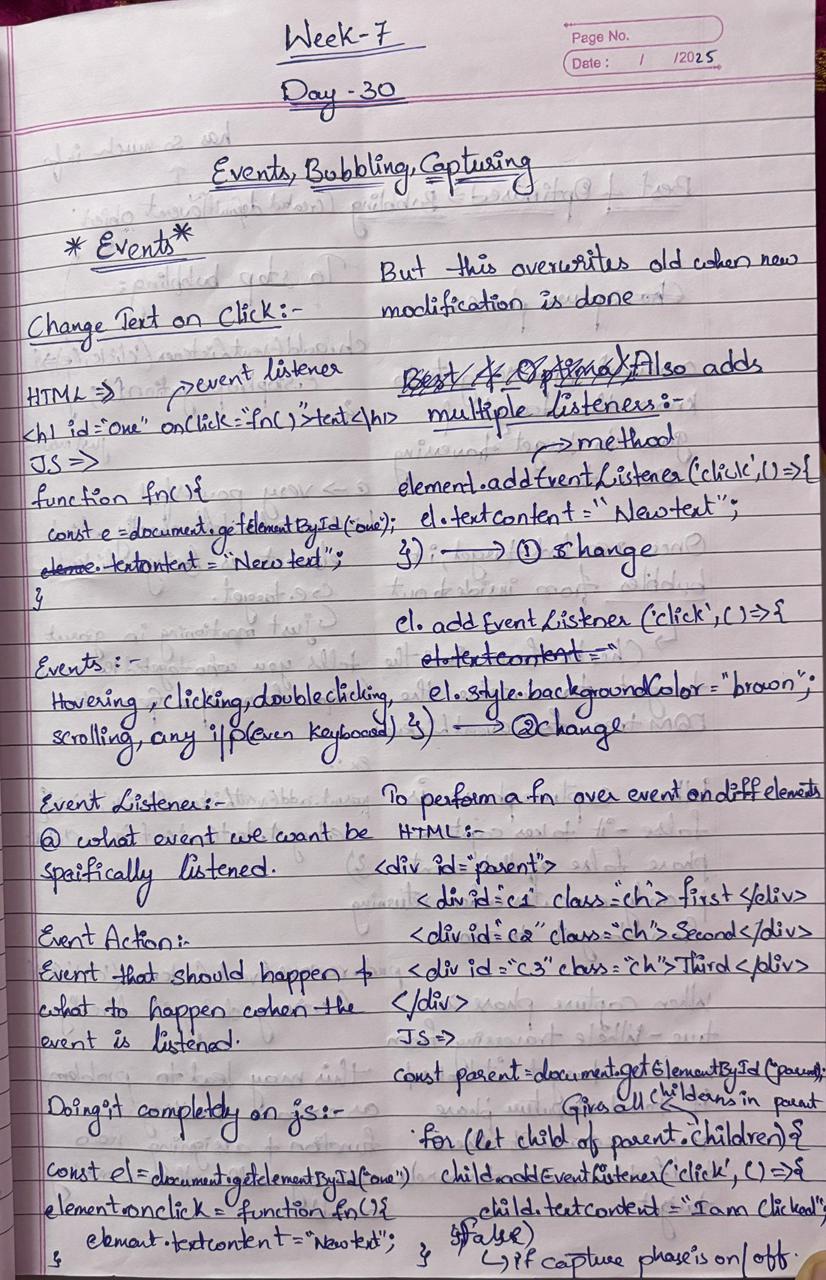 Week-7
Page No.
Date : / /2025
Day-30
Events, Bubbling, Capturing
* Events*
Change Text on Click:-
HTML => →event listener
<h1 id="one" onClick="fn()">text</h1>
JS =>
function fn(){
const e=document.getElementById("one");
eleme.textontent = "New text";
}
Events :-
Hovering, clicking, double clicking,
scrolling, any i/p(even Keyboard)
Event Listener:-
@ what event we want be
spaifically listened.
Event Action:-
Event that should happen &
what to happen when the
event is listened.
Doing it completly on js:-
const el=document.getelementById("one")
element.onclick = function fn(){
element.textcontent="New text";
}
But this overwrites old when new
modification is done
Best & Optimal Also adds
multiple listeners:-
→method
element.addEventListener('click',()=>{
el.textcontent="New text";
}); → ① change
el.addEventListener('click',()=>{
el.textcontent="
el.style.backgroundColor="brown";
}) → ②change
To perform a fn over event on diff elements
HTML:-
<div id="parent">
<div id="c1" class="ch"> first </div>
<div id="c2" class="ch"> Second</div>
<div id="c3" class="ch">Third </div>
</div>
JS =>
const parent=document.getElementById("parent);
Gives all childerns in parent
for (let child of parent.children){
child.addEventListener('click', ()=>{
child.textcontent="I am Clicked";
},false)
} ↳if capture phase is on/off.